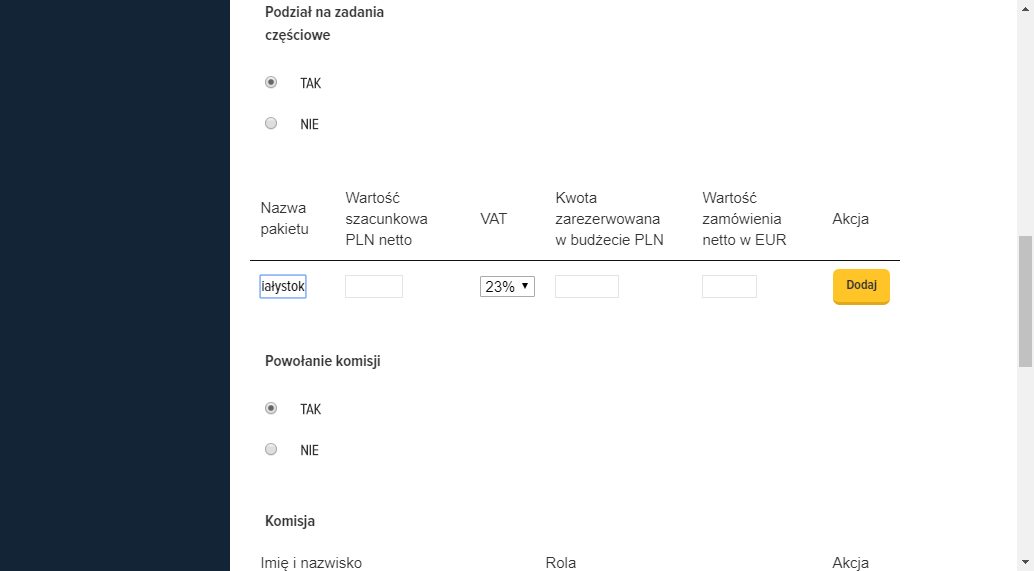 Podział na zadania
częściowe
TAK
NIE
Nazwa
pakietu
Wartość
szacunkowa
PLN netto
VAT
Kwota
zarezerwowana
w budżecie PLN
Wartość
zamówienia
netto w EUR
Akcja
iałystok
23%
Dodaj
Powołanie komisji
TAK
NIE
Komisja
Imię i nazwisko
Rola
Akcja